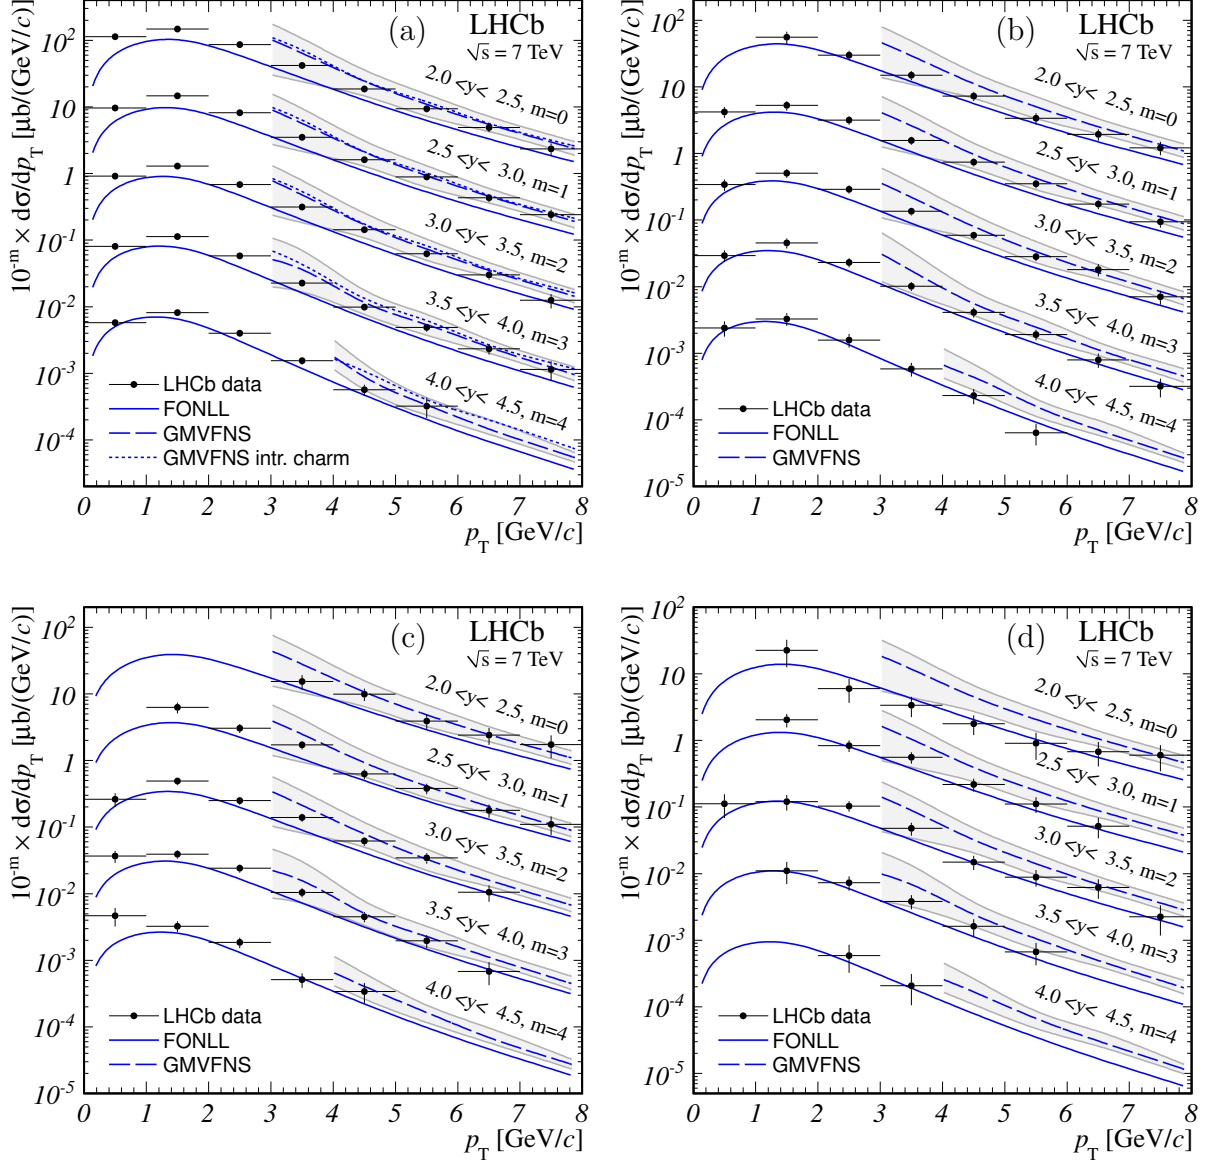 10^-m × dσ/dp_T [μb/(GeV/c)]
LHCb
(a)
√s = 7 TeV
10^2
10
1
10^-1
10^-2
10^-3
10^-4
2.0 <y< 2.5, m=0
2.5 <y< 3.0, m=1
3.0 <y< 3.5, m=2
3.5 <y< 4.0, m=3
4.0 <y< 4.5, m=4
LHCb data
FONLL
GMVFNS
GMVFNS intr. charm
0 1 2 3 4 5 6 7 8
p_T [GeV/c]
10^-m × dσ/dp_T [μb/(GeV/c)]
LHCb
(b)
√s = 7 TeV
10^2
10
1
10^-1
10^-2
10^-3
10^-4
10^-5
2.0 <y< 2.5, m=0
2.5 <y< 3.0, m=1
3.0 <y< 3.5, m=2
3.5 <y< 4.0, m=3
4.0 <y< 4.5, m=4
LHCb data
FONLL
GMVFNS
0 1 2 3 4 5 6 7 8
p_T [GeV/c]
10^-m × dσ/dp_T [μb/(GeV/c)]
(c)
LHCb
√s = 7 TeV
10^2
10
1
10^-1
10^-2
10^-3
10^-4
10^-5
2.0 <y< 2.5, m=0
2.5 <y< 3.0, m=1
3.0 <y< 3.5, m=2
3.5 <y< 4.0, m=3
4.0 <y< 4.5, m=4
LHCb data
FONLL
GMVFNS
0 1 2 3 4 5 6 7 8
p_T [GeV/c]
10^-m × dσ/dp_T [μb/(GeV/c)]
(d)
LHCb
√s = 7 TeV
10^2
10
1
10^-1
10^-2
10^-3
10^-4
10^-5
2.0 <y< 2.5, m=0
2.5 <y< 3.0, m=1
3.0 <y< 3.5, m=2
3.5 <y< 4.0, m=3
4.0 <y< 4.5, m=4
LHCb data
FONLL
GMVFNS
0 1 2 3 4 5 6 7 8
p_T [GeV/c]